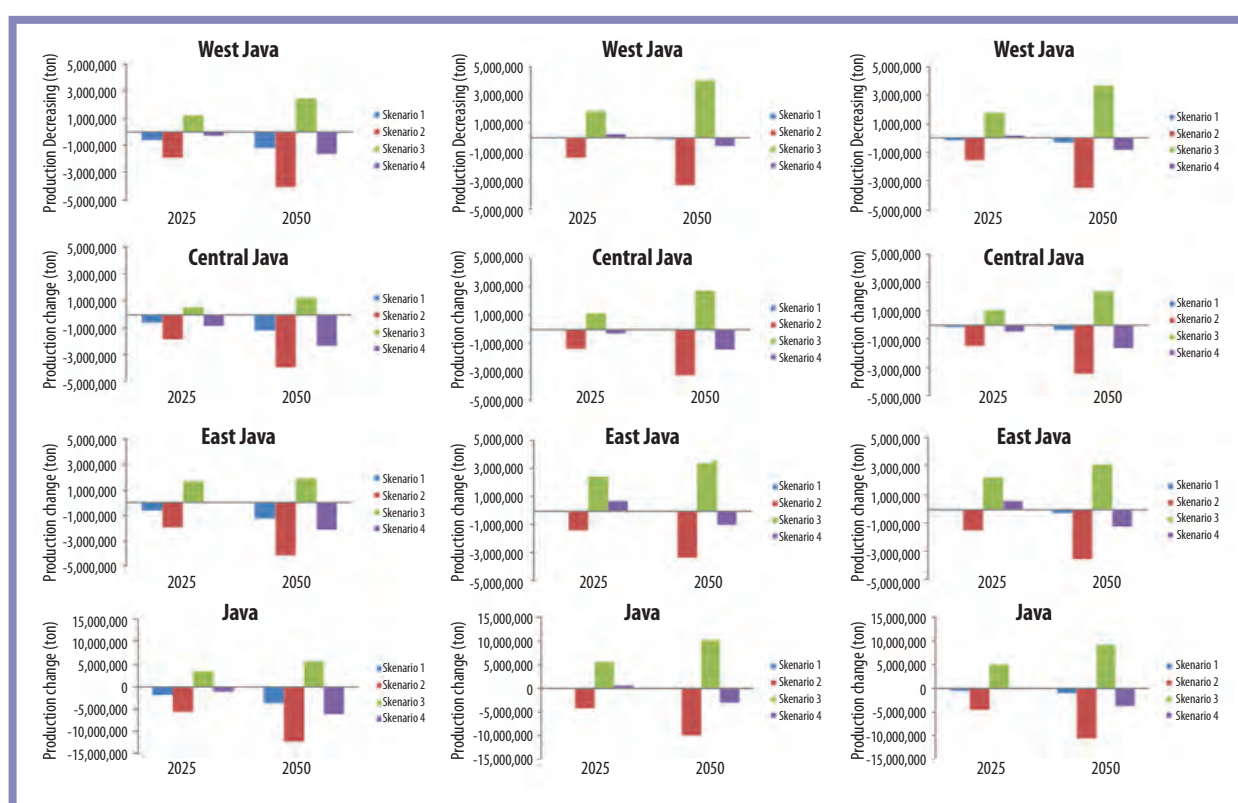 West Java
Production Decreasing (ton)
5,000,000
3,000,000
1,000,000
-1,000,000
-3,000,000
-5,000,000
2025
2050
Skenario 1
Skenario 2
Skenario 3
Skenario 4
West Java
Production Decreasing (ton)
5,000,000
3,000,000
1,000,000
-1,000,000
-3,000,000
-5,000,000
2025
2050
Skenario 1
Skenario 2
Skenario 3
Skenario 4
West Java
Production Decreasing (ton)
5,000,000
3,000,000
1,000,000
-1,000,000
-3,000,000
-5,000,000
2025
2050
Skenario 1
Skenario 2
Skenario 3
Skenario 4
Central Java
Production change (ton)
5,000,000
3,000,000
1,000,000
-1,000,000
-3,000,000
-5,000,000
2025
2050
Skenario 1
Skenario 2
Skenario 3
Skenario 4
Central Java
Production change (ton)
5,000,000
3,000,000
1,000,000
-1,000,000
-3,000,000
-5,000,000
2025
2050
Skenario 1
Skenario 2
Skenario 3
Skenario 4
Central Java
Production change (ton)
5,000,000
3,000,000
1,000,000
-1,000,000
-3,000,000
-5,000,000
2025
2050
Skenario 1
Skenario 2
Skenario 3
Skenario 4
East Java
Production change (ton)
5,000,000
3,000,000
1,000,000
-1,000,000
-3,000,000
-5,000,000
2025
2050
Skenario 1
Skenario 2
Skenario 3
Skenario 4
East Java
Production change (ton)
5,000,000
3,000,000
1,000,000
-1,000,000
-3,000,000
-5,000,000
2025
2050
Skenario 1
Skenario 2
Skenario 3
Skenario 4
East Java
Production change (ton)
5,000,000
3,000,000
1,000,000
-1,000,000
-3,000,000
-5,000,000
2025
2050
Skenario 1
Skenario 2
Skenario 3
Skenario 4
Java
Production change (ton)
15,000,000
10,000,000
5,000,000
0
-5,000,000
-10,000,000
-15,000,000
2025
2050
Skenario 1
Skenario 2
Skenario 3
Skenario 4
Java
Production change (ton)
15,000,000
10,000,000
5,000,000
0
-5,000,000
-10,000,000
-15,000,000
2025
2050
Skenario 1
Skenario 2
Skenario 3
Skenario 4
Java
Production change (ton)
15,000,000
10,000,000
5,000,000
0
-5,000,000
-10,000,000
-15,000,000
2025
2050
Skenario 1
Skenario 2
Skenario 3
Skenario 4